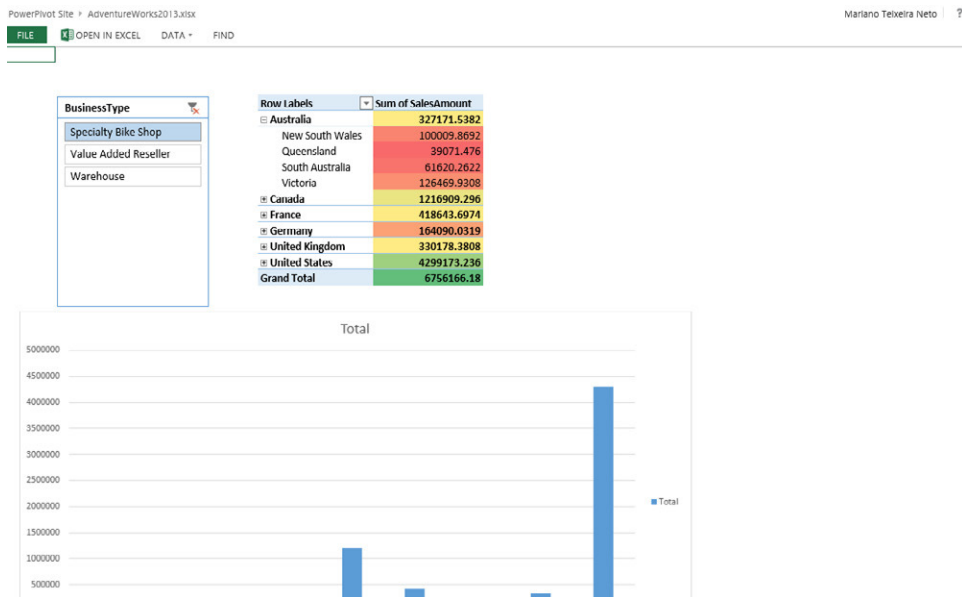 PowerPivot Site ▸ AdventureWorks2013.xlsx Mariano Teixeira Neto ?
FILE OPEN IN EXCEL DATA FIND
BusinessType
Specialty Bike Shop
Value Added Reseller
Warehouse
Row Labels Sum of SalesAmount
Australia 327171.5382
New South Wales 100009.8692
Queensland 39071.476
South Australia 61620.2622
Victoria 126469.9308
Canada 1216909.296
France 418643.6974
Germany 164090.0319
United Kingdom 330178.3808
United States 4299173.236
Grand Total 6756166.18
Total
5000000
4500000
4000000
3500000
3000000
2500000
2000000
1500000
1000000
500000
Total